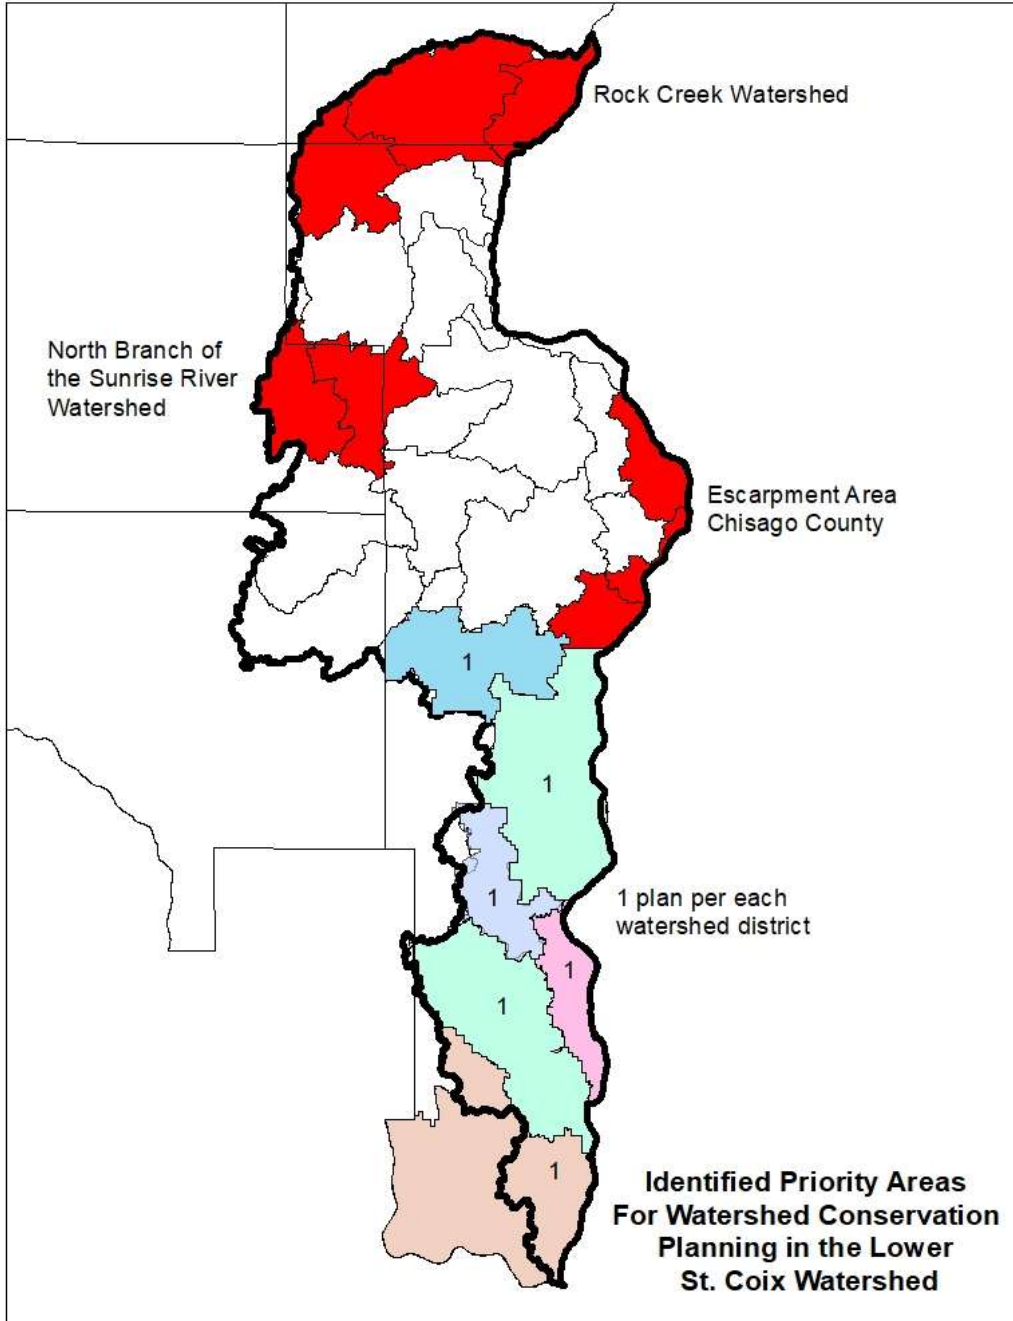 Rock Creek Watershed
North Branch of
the Sunrise River
Watershed
Escarpment Area
Chisago County
1
1
1
1 plan per each
watershed district
1
1
1
Identified Priority Areas
For Watershed Conservation
Planning in the Lower
St. Coix Watershed